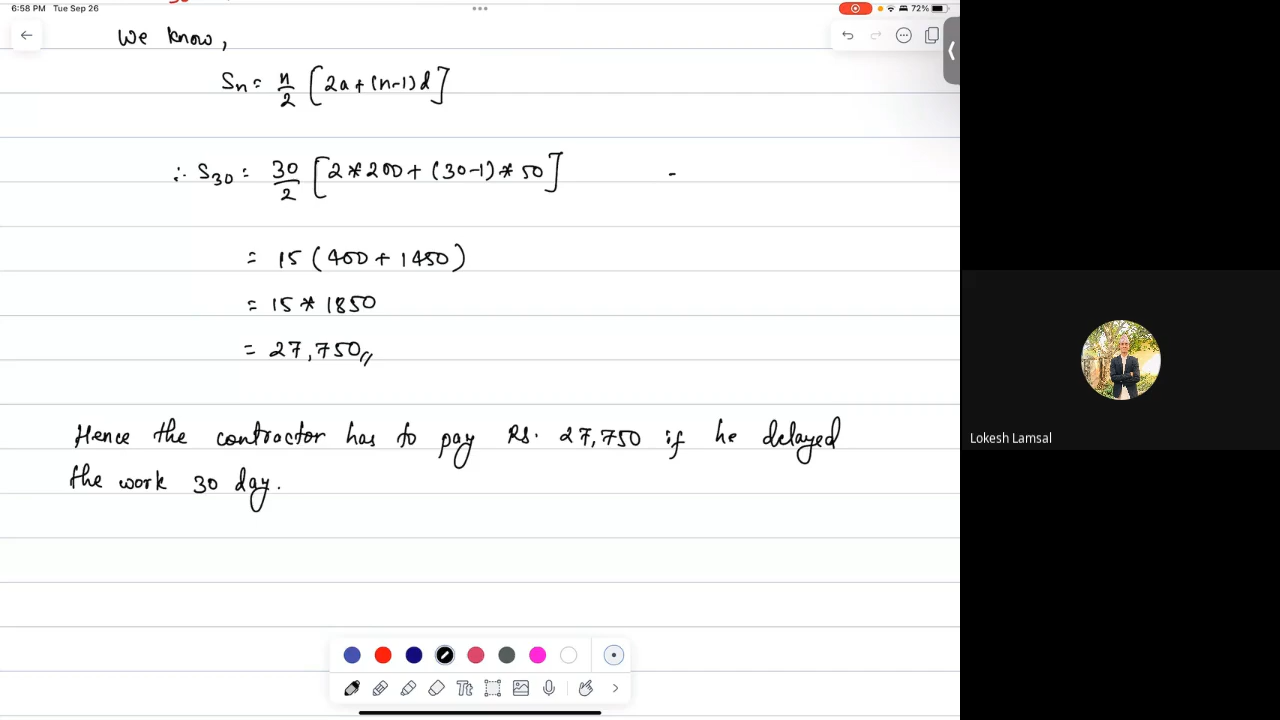 6:58 PM Tue Sep 26
72%
We know,
Sn = n/2 [2a+(n-1)d]
∴ S30 = 30/2 [2*200+(30-1)*50]
= 15 (400+1450)
= 15 * 1850
= 27,750//
Hence the contractor has to pay Rs. 27,750 if he delayed
the work 30 day.
Tt
Lokesh Lamsal